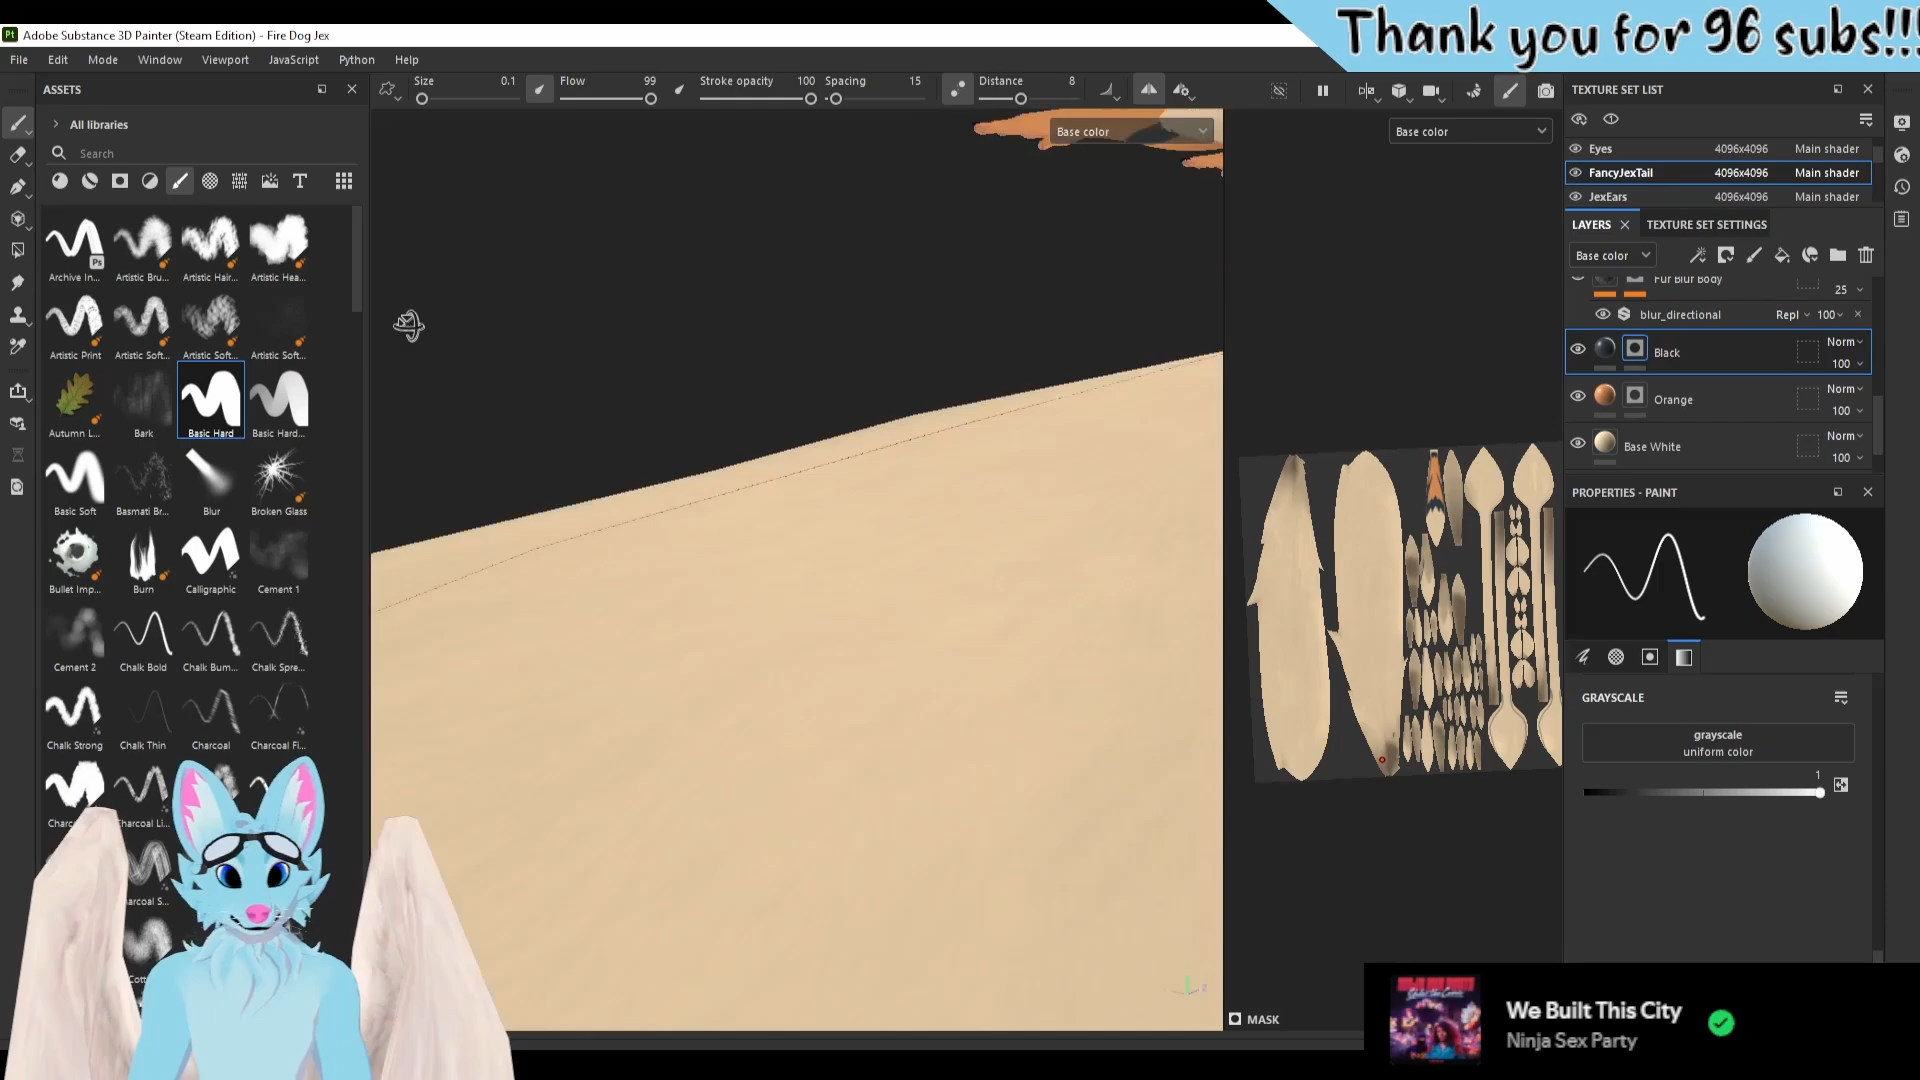 Thank you for 96 subs!!!
Adobe Substance 3D Painter (Steam Edition) - Fire Dog Jex
File Edit Mode Window Viewport JavaScript Python Help
ASSETS
All libraries
Search
Archive In...
Artistic Bru...
Artistic Hair...
Artistic Hea...
Artistic Print
Artistic Soft...
Artistic Soft...
Artistic Soft...
Autumn L...
Bark
Basic Hard
Basic Hard...
Basic Soft
Basmati Br...
Blur
Broken Glass
Bullet Imp...
Burn
Calligraphic
Cement 1
Cement 2
Chalk Bold
Chalk Bum...
Chalk Spre...
Chalk Strong
Chalk Thin
Charcoal
Charcoal Fi...
Size 0.1
Flow 99
Stroke opacity 100
Spacing 15
Distance 8
Base color
Base color
MASK
TEXTURE SET LIST
Eyes 4096x4096 Main shader
FancyJexTail 4096x4096 Main shader
JexEars 4096x4096 Main shader
LAYERS TEXTURE SET SETTINGS
Base color
Fur Blur Body
25
blur_directional Repl 100
Black Norm 100
Orange Norm 100
Base White Norm 100
PROPERTIES - PAINT
GRAYSCALE
grayscale
uniform color
1
We Built This City
Ninja Sex Party